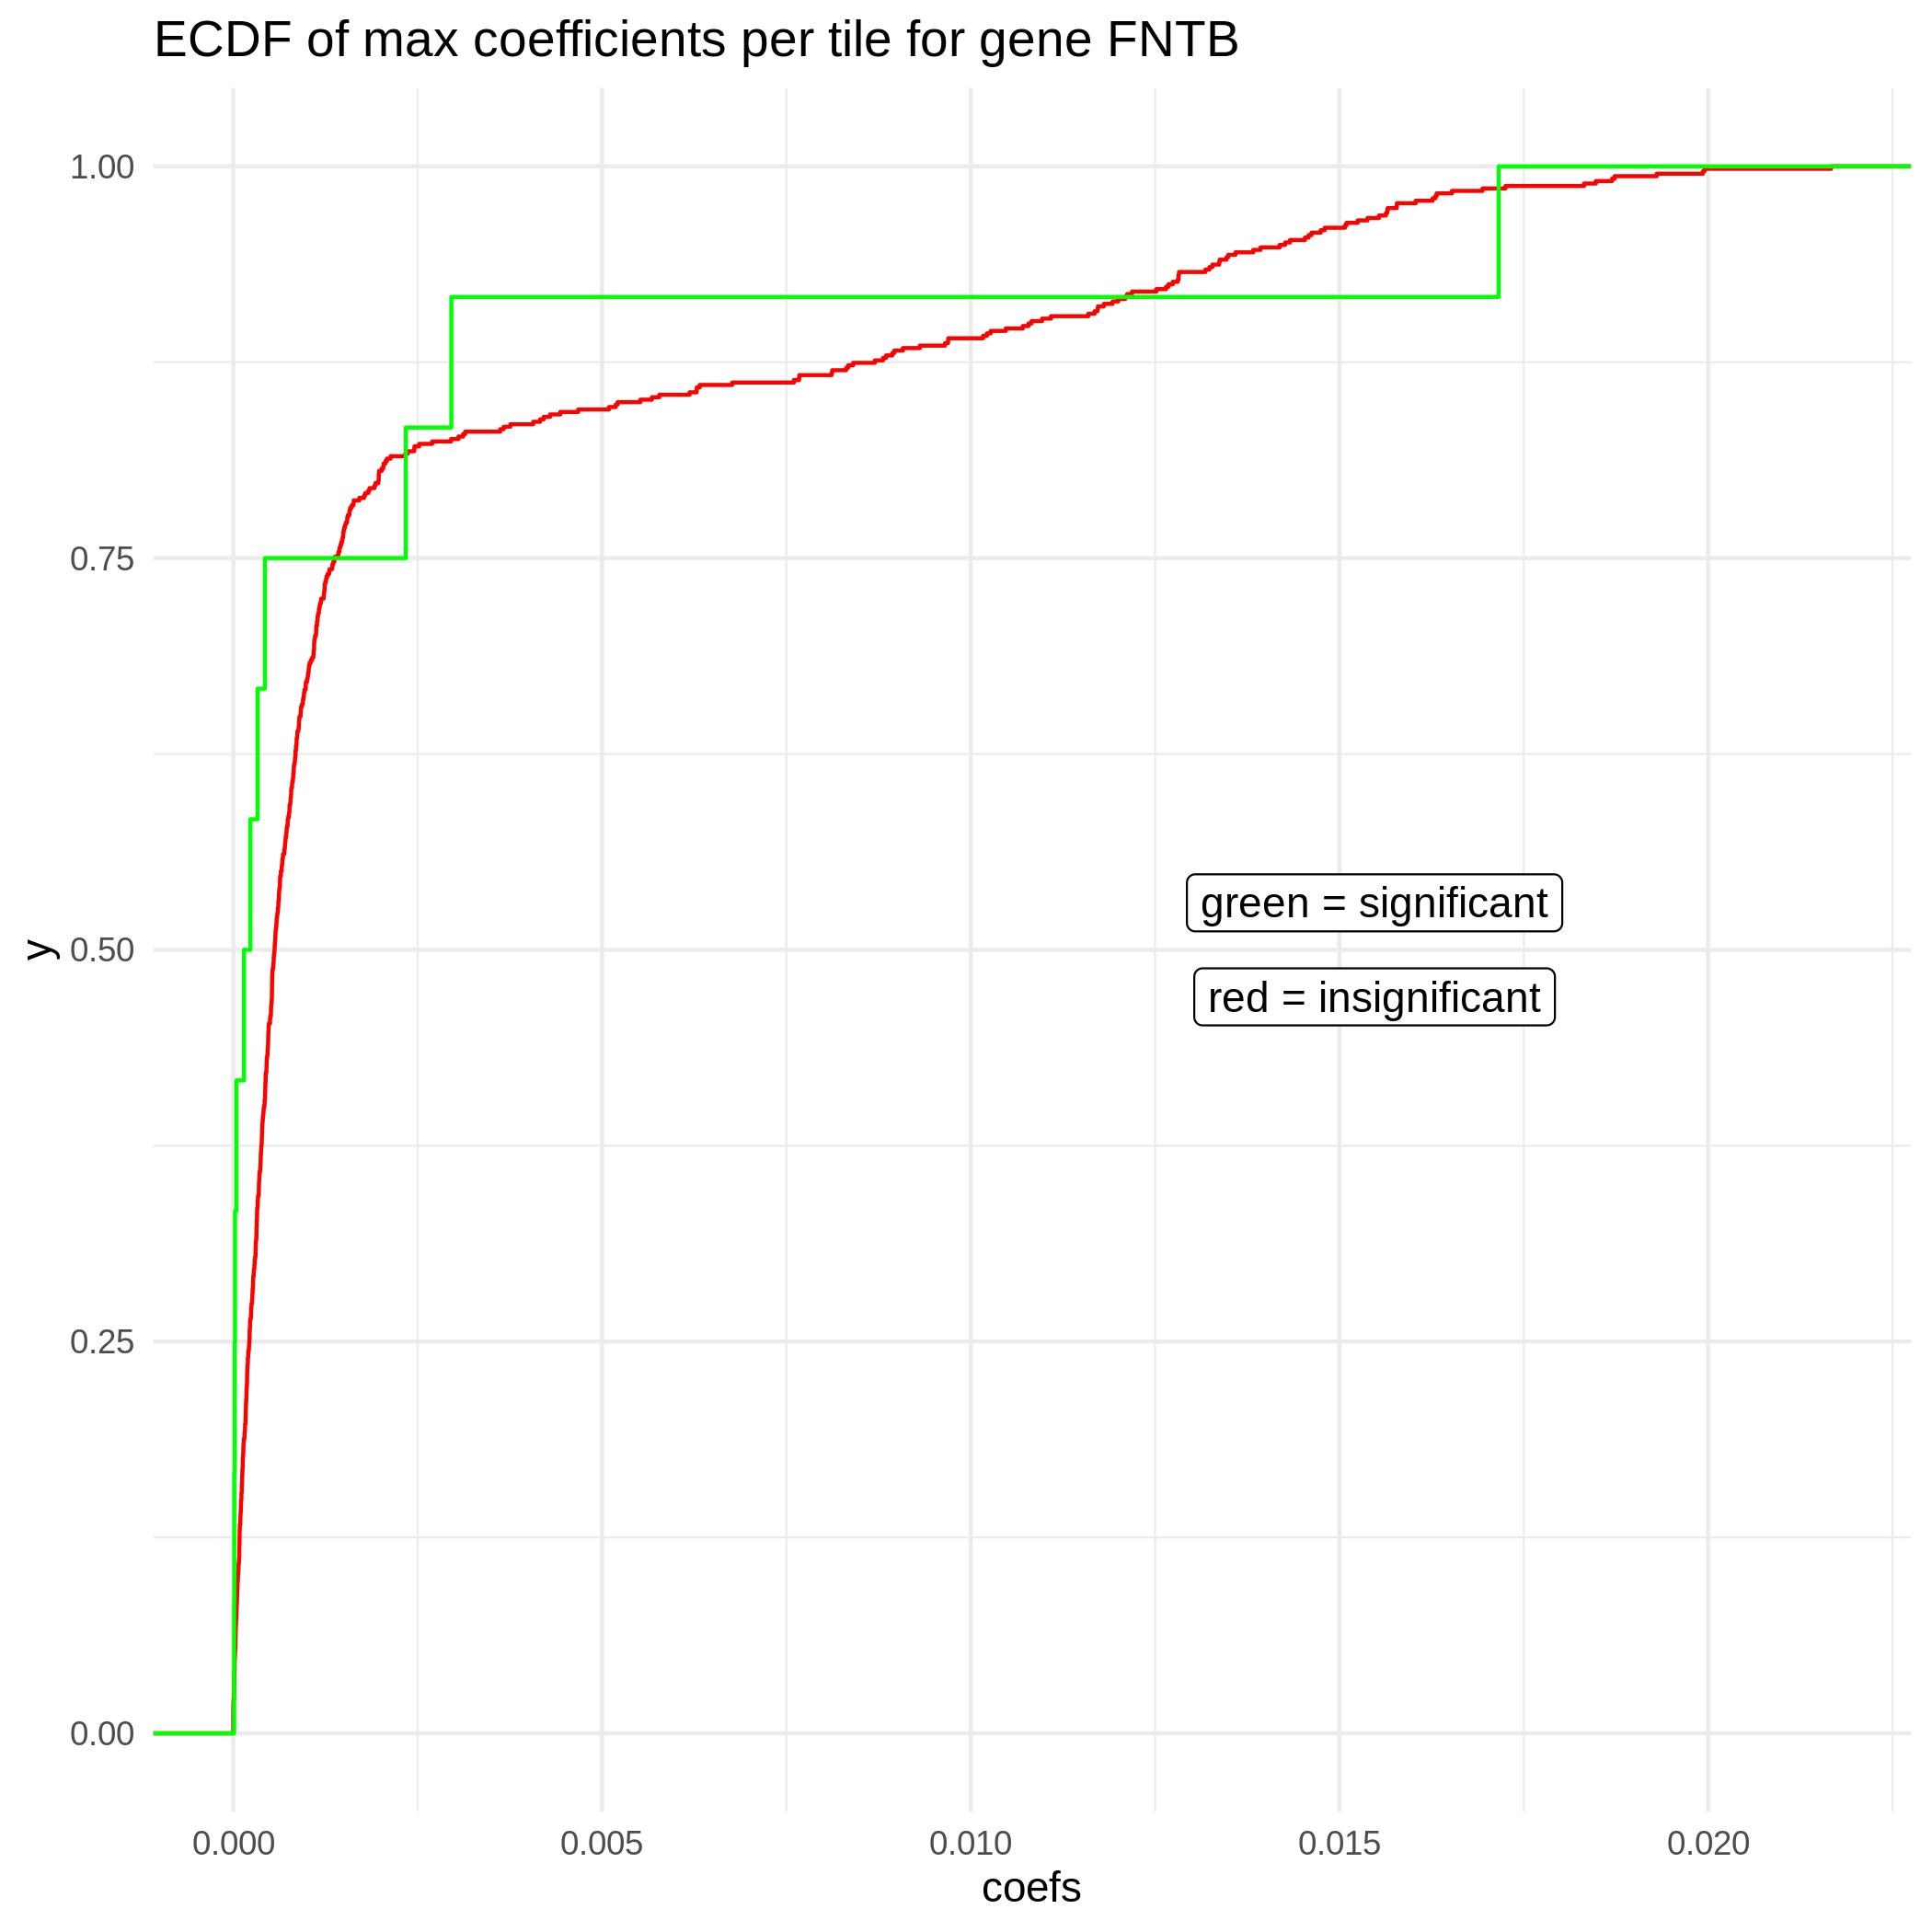 ECDF of max coefficients per tile for gene FNTB
1.00
0.75
0.50
0.25
0.00
y
green = significant
red = insignificant
0.000 0.005 0.010 0.015 0.020
coefs